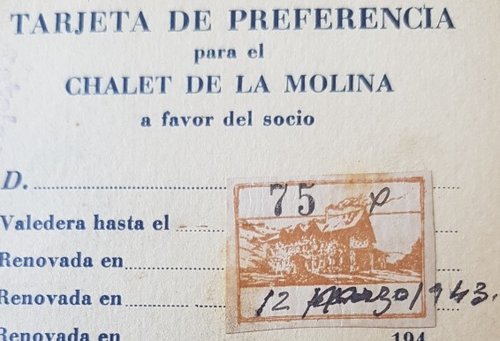 TARJETA DE PREFERENCIA
para el
CHALET DE LA MOLINA
a favor del socio
D.
75 P
Valedera hasta el
Renovada en
Renovada en
12 marzo 1943.
Renovada en 194